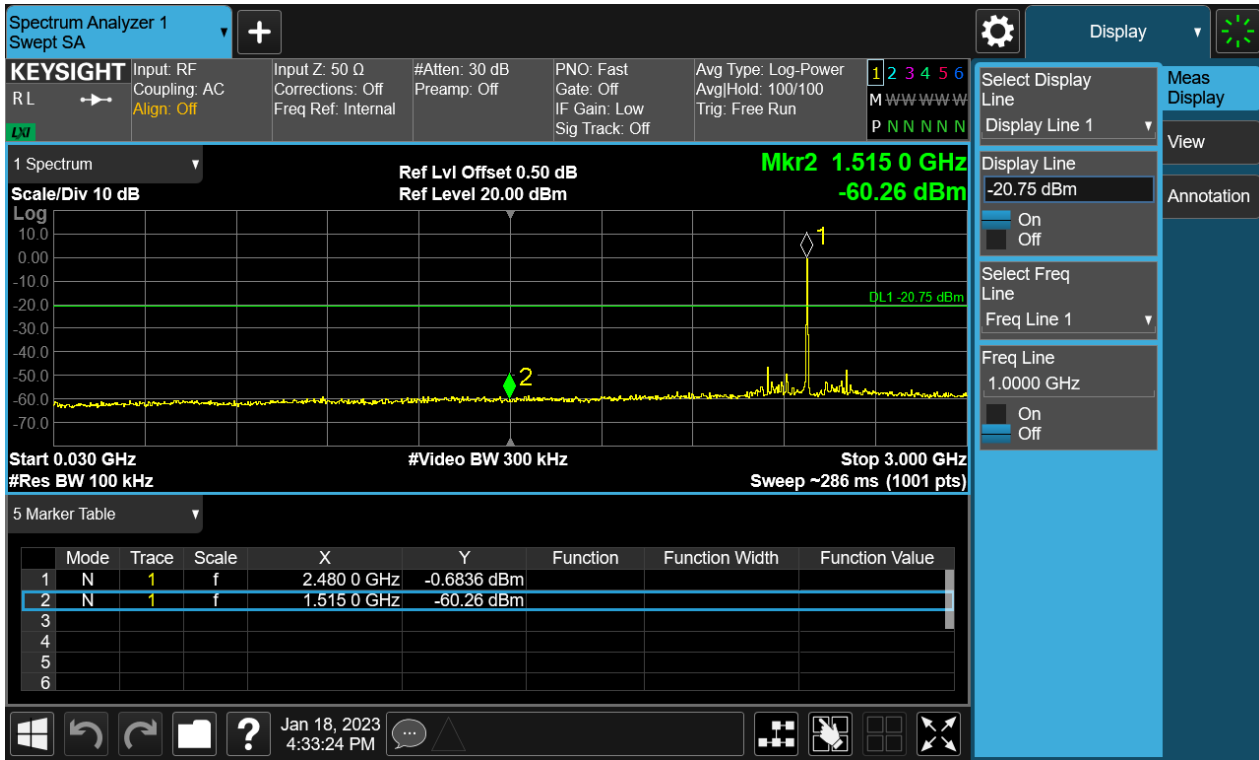 Spectrum Analyzer 1
Swept SA
Display
KEYSIGHT
R L
LXI
Input: RF
Coupling: AC
Align: Off
Input Z: 50 Ω
Corrections: Off
Freq Ref: Internal
#Atten: 30 dB
Preamp: Off
PNO: Fast
Gate: Off
IF Gain: Low
Sig Track: Off
Avg Type: Log-Power
Avg|Hold: 100/100
Trig: Free Run
1 2 3 4 5 6
M W W W W W
P N N N N N
1 Spectrum
Scale/Div 10 dB
Ref Lvl Offset 0.50 dB
Ref Level 20.00 dBm
Mkr2 1.515 0 GHz
-60.26 dBm
Log
10.0
0.00
-10.0
-20.0
-30.0
-40.0
-50.0
-60.0
-70.0
1
DL1 -20.75 dBm
2
Start 0.030 GHz
#Video BW 300 kHz
Stop 3.000 GHz
#Res BW 100 kHz
Sweep ~286 ms (1001 pts)
5 Marker Table
Mode Trace Scale X Y Function Function Width Function Value
1 N 1 f 2.480 0 GHz -0.6836 dBm
2 N 1 f 1.515 0 GHz -60.26 dBm
3
4
5
6
Jan 18, 2023
4:33:24 PM
Select Display
Line
Display Line 1
Display Line
-20.75 dBm
On
Off
Select Freq
Line
Freq Line 1
Freq Line
1.0000 GHz
On
Off
Meas
Display
View
Annotation